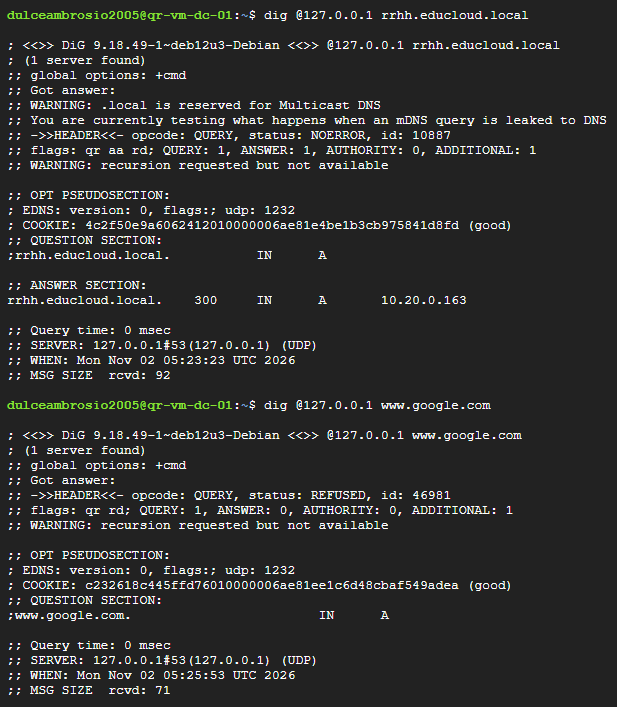 dulceambrosio2005@qr-vm-dc-01:~$ dig @127.0.0.1 rrhh.educloud.local
; <<>> DiG 9.18.49-1~deb12u3-Debian <<>> @127.0.0.1 rrhh.educloud.local
; (1 server found)
;; global options: +cmd
;; Got answer:
;; WARNING: .local is reserved for Multicast DNS
;; You are currently testing what happens when an mDNS query is leaked to DNS
;; ->>HEADER<<- opcode: QUERY, status: NOERROR, id: 10887
;; flags: qr aa rd; QUERY: 1, ANSWER: 1, AUTHORITY: 0, ADDITIONAL: 1
;; WARNING: recursion requested but not available
;; OPT PSEUDOSECTION:
; EDNS: version: 0, flags:; udp: 1232
; COOKIE: 4c2f50e9a6062412010000006ae81e4be1b3cb975841d8fd (good)
;; QUESTION SECTION:
;rrhh.educloud.local. IN A
;; ANSWER SECTION:
rrhh.educloud.local. 300 IN A 10.20.0.163
;; Query time: 0 msec
;; SERVER: 127.0.0.1#53(127.0.0.1) (UDP)
;; WHEN: Mon Nov 02 05:23:23 UTC 2026
;; MSG SIZE rcvd: 92
dulceambrosio2005@qr-vm-dc-01:~$ dig @127.0.0.1 www.google.com
; <<>> DiG 9.18.49-1~deb12u3-Debian <<>> @127.0.0.1 www.google.com
; (1 server found)
;; global options: +cmd
;; Got answer:
;; ->>HEADER<<- opcode: QUERY, status: REFUSED, id: 46981
;; flags: qr rd; QUERY: 1, ANSWER: 0, AUTHORITY: 0, ADDITIONAL: 1
;; WARNING: recursion requested but not available
;; OPT PSEUDOSECTION:
; EDNS: version: 0, flags:; udp: 1232
; COOKIE: c232618c445ffd76010000006ae81ee1c6d48cbaf549adea (good)
;; QUESTION SECTION:
;www.google.com. IN A
;; Query time: 0 msec
;; SERVER: 127.0.0.1#53(127.0.0.1) (UDP)
;; WHEN: Mon Nov 02 05:25:53 UTC 2026
;; MSG SIZE rcvd: 71